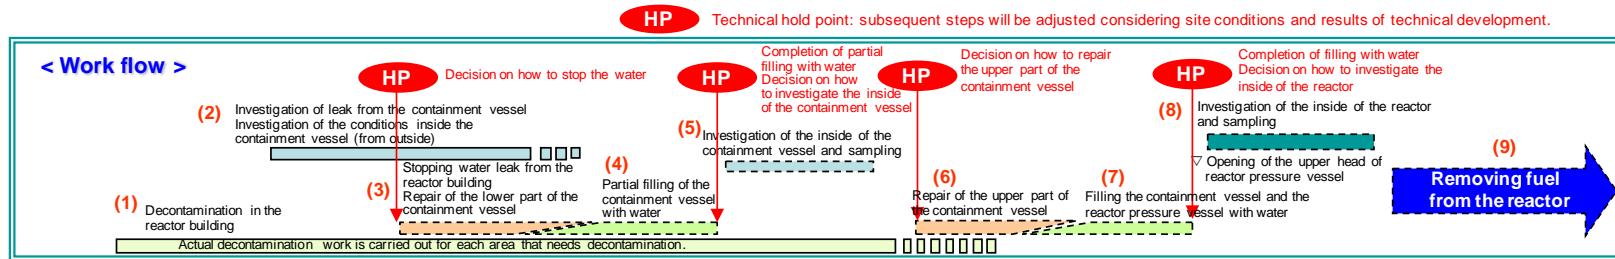 HP Technical hold point: subsequent steps will be adjusted considering site conditions and results of technical development.
< Work flow >
HP
Decision on how to stop the water
HP
Completion of partial
filling with water
Decision on how
to investigate the inside
of the containment vessel
HP
Decision on how to repair
the upper part of the
containment vessel
HP
Completion of filling with water
Decision on how to investigate the
inside of the reactor
(2)
Investigation of leak from the containment vessel
Investigation of the conditions inside the
containment vessel (from outside)
(5)
Investigation of the inside of the
containment vessel and sampling
(8)
Investigation of the inside of the reactor
and sampling
▽ Opening of the upper head of
reactor pressure vessel
(3)
Stopping water leak from the
reactor building
Repair of the lower part of the
containment vessel
(4)
Partial filling of the
containment vessel
with water
(6)
Repair of the upper part of
the containment vessel
(7)
Filling the containment vessel and the
reactor pressure vessel with water
(9)
Removing fuel
from the reactor
(1)
Decontamination in the
reactor building
Actual decontamination work is carried out for each area that needs decontamination.